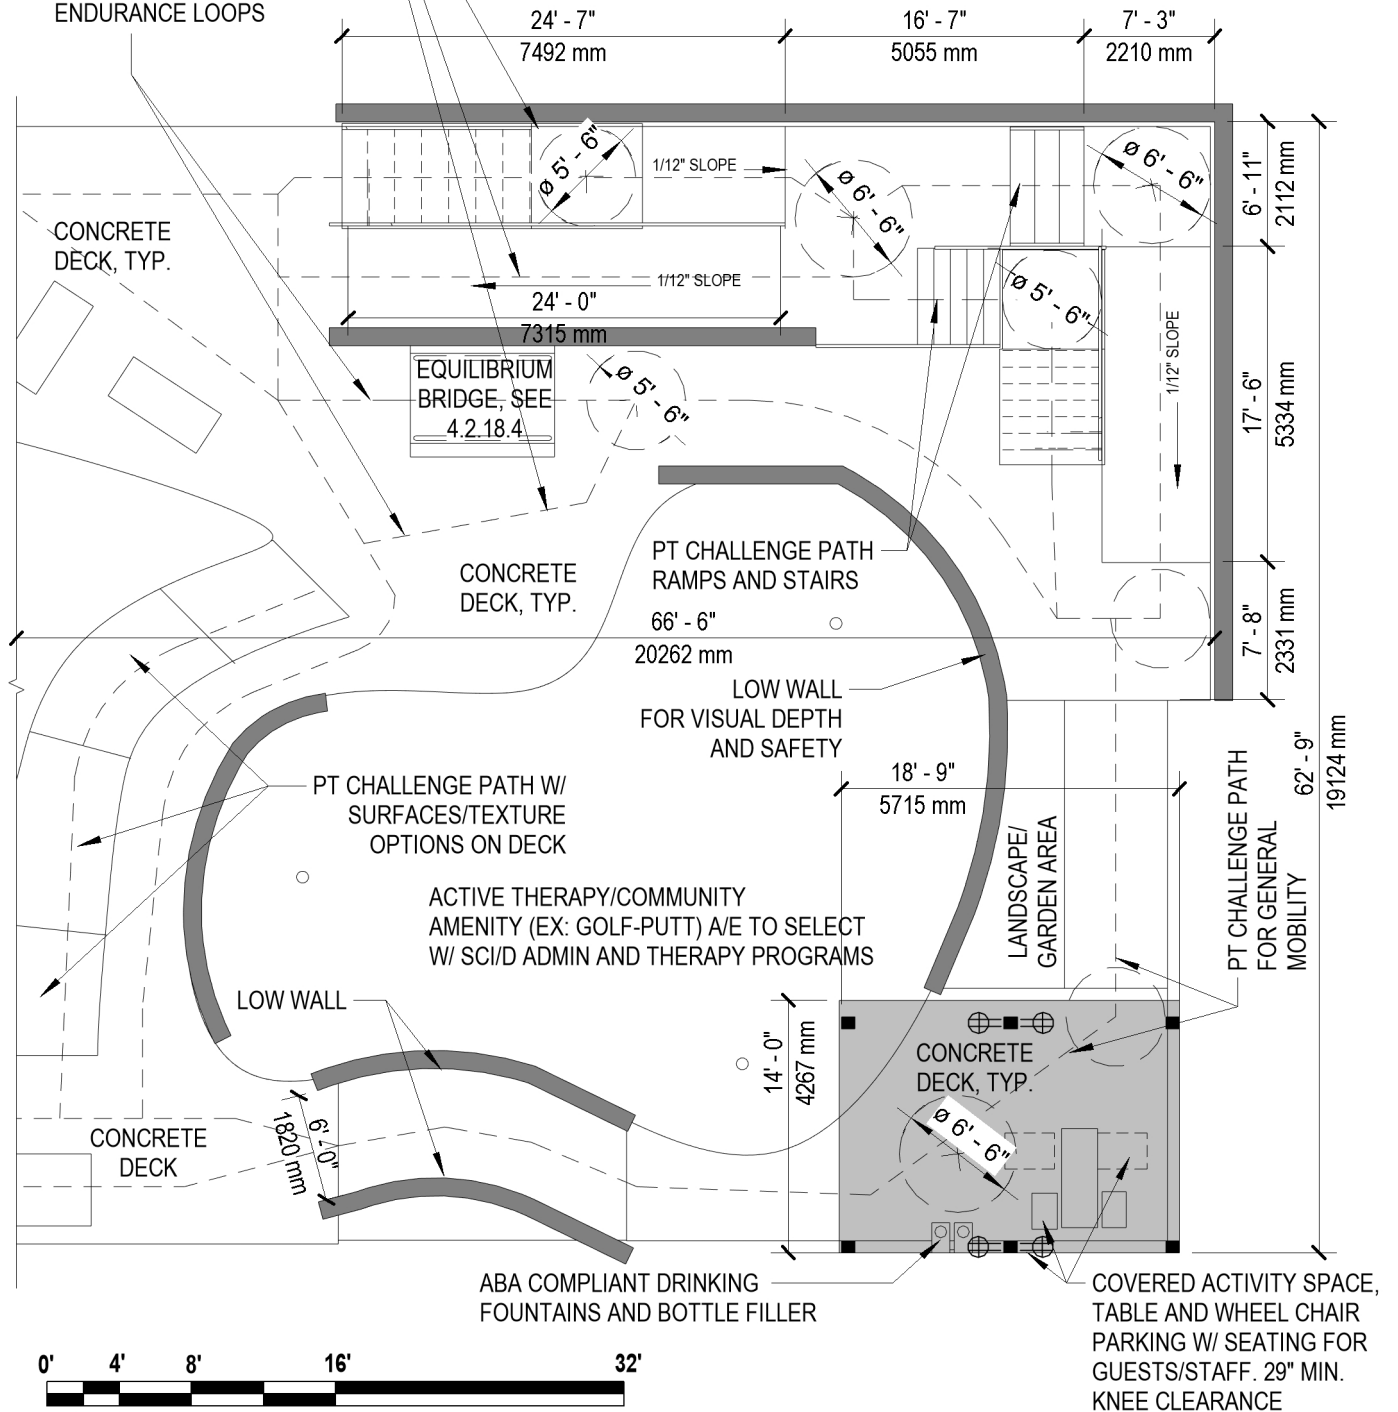 ENDURANCE LOOPS
24' - 7"
7492 mm
16' - 7"
5055 mm
7' - 3"
2210 mm
ø 5' - 6"
1/12" SLOPE
ø 6' - 6"
ø 6' - 6"
6' - 11"
2112 mm
CONCRETE
DECK, TYP.
1/12" SLOPE
24' - 0"
7315 mm
ø 5' - 6"
1/12" SLOPE
17' - 6"
5334 mm
EQUILIBRIUM
BRIDGE, SEE
4.2.18.4
ø 5' - 6"
PT CHALLENGE PATH
RAMPS AND STAIRS
CONCRETE
DECK, TYP.
66' - 6"
20262 mm
7' - 8"
2331 mm
LOW WALL
FOR VISUAL DEPTH
AND SAFETY
62' - 9"
19124 mm
18' - 9"
5715 mm
PT CHALLENGE PATH W/
SURFACES/TEXTURE
OPTIONS ON DECK
LANDSCAPE/
GARDEN AREA
PT CHALLENGE PATH
FOR GENERAL
MOBILITY
ACTIVE THERAPY/COMMUNITY
AMENITY (EX: GOLF-PUTT) A/E TO SELECT
W/ SCI/D ADMIN AND THERAPY PROGRAMS
LOW WALL
14' - 0"
4267 mm
CONCRETE
DECK, TYP.
ø 6' - 6"
6' - 0"
1820 mm
CONCRETE
DECK
ABA COMPLIANT DRINKING
FOUNTAINS AND BOTTLE FILLER
COVERED ACTIVITY SPACE,
TABLE AND WHEEL CHAIR
PARKING W/ SEATING FOR
GUESTS/STAFF. 29" MIN.
KNEE CLEARANCE
0' 4' 8' 16' 32'